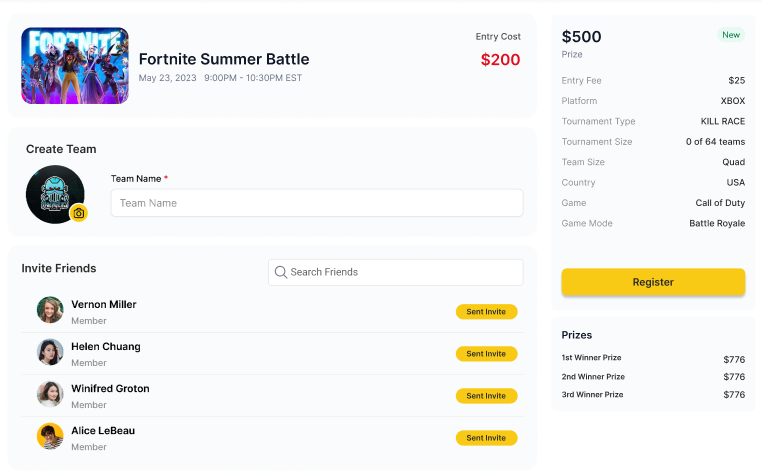 FORTNITE
Fortnite Summer Battle
May 23, 2023 9:00PM - 10:30PM EST
Entry Cost
$200
Create Team
Team Name *
Team Name
Invite Friends
Search Friends
Vernon Miller
Member
Sent Invite
Helen Chuang
Member
Sent Invite
Winifred Groton
Member
Sent Invite
Alice LeBeau
Member
Sent Invite
$500
New
Prize
Entry Fee $25
Platform XBOX
Tournament Type KILL RACE
Tournament Size 0 of 64 teams
Team Size Quad
Country USA
Game Call of Duty
Game Mode Battle Royale
Register
Prizes
1st Winner Prize $776
2nd Winner Prize $776
3rd Winner Prize $776